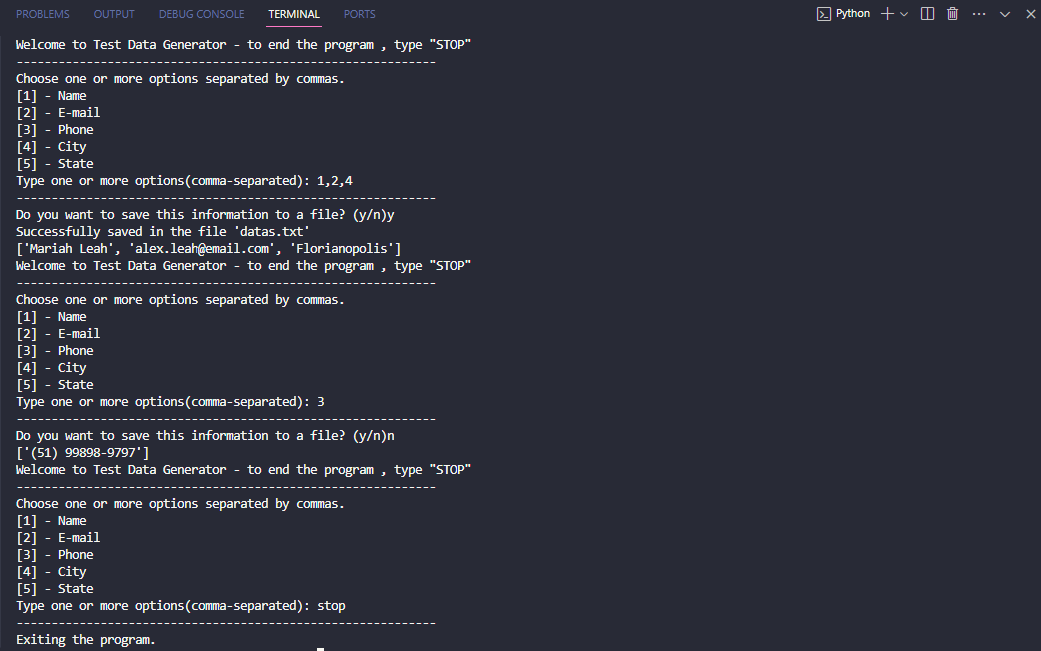 PROBLEMS OUTPUT DEBUG CONSOLE TERMINAL PORTS Python
Welcome to Test Data Generator - to end the program , type "STOP"
------------------------------------------------------------
Choose one or more options separated by commas.
[1] - Name
[2] - E-mail
[3] - Phone
[4] - City
[5] - State
Type one or more options(comma-separated): 1,2,4
------------------------------------------------------------
Do you want to save this information to a file? (y/n)y
Successfully saved in the file 'datas.txt'
['Mariah Leah', 'alex.leah@email.com', 'Florianopolis']
Welcome to Test Data Generator - to end the program , type "STOP"
------------------------------------------------------------
Choose one or more options separated by commas.
[1] - Name
[2] - E-mail
[3] - Phone
[4] - City
[5] - State
Type one or more options(comma-separated): 3
------------------------------------------------------------
Do you want to save this information to a file? (y/n)n
['(51) 99898-9797']
Welcome to Test Data Generator - to end the program , type "STOP"
------------------------------------------------------------
Choose one or more options separated by commas.
[1] - Name
[2] - E-mail
[3] - Phone
[4] - City
[5] - State
Type one or more options(comma-separated): stop
------------------------------------------------------------
Exiting the program.